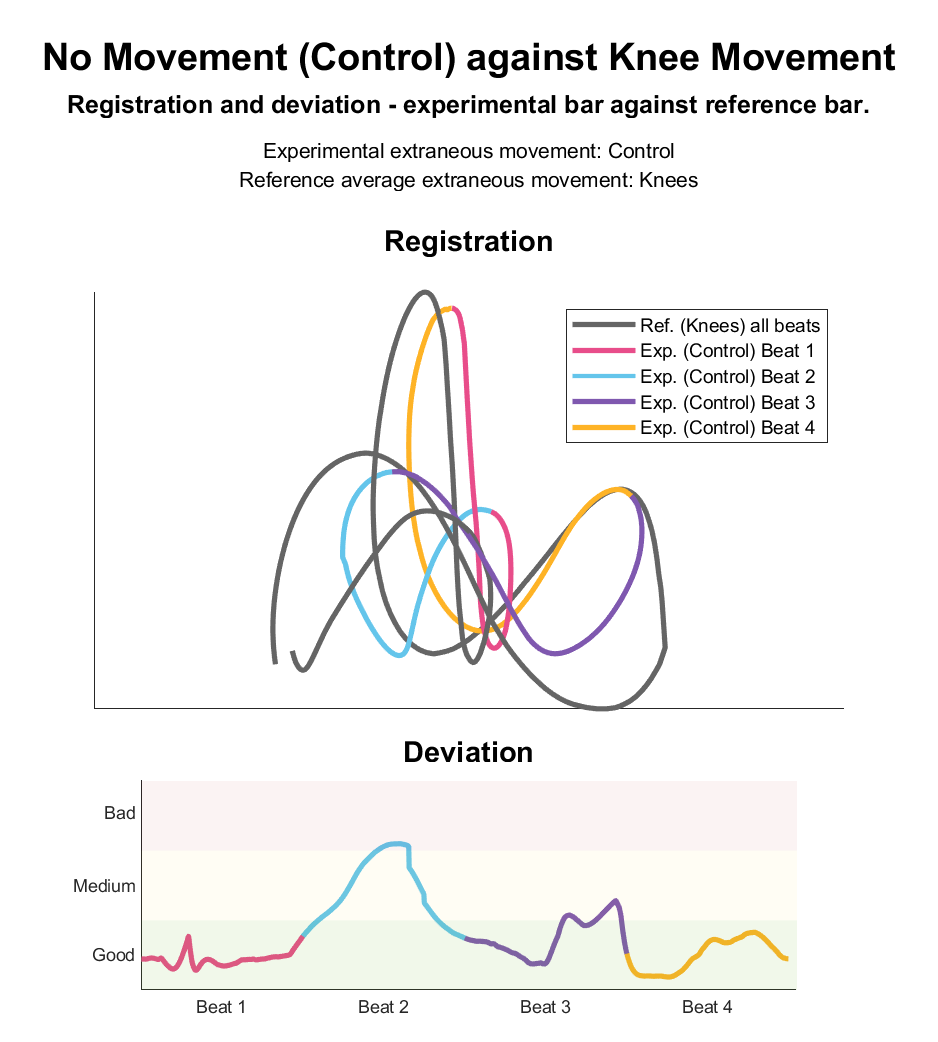 No Movement (Control) against Knee Movement
Registration and deviation - experimental bar against reference bar.
Experimental extraneous movement: Control
Reference average extraneous movement: Knees
Registration
Ref. (Knees) all beats
Exp. (Control) Beat 1
Exp. (Control) Beat 2
Exp. (Control) Beat 3
Exp. (Control) Beat 4
Deviation
Bad
Medium
Good
Beat 1
Beat 2
Beat 3
Beat 4